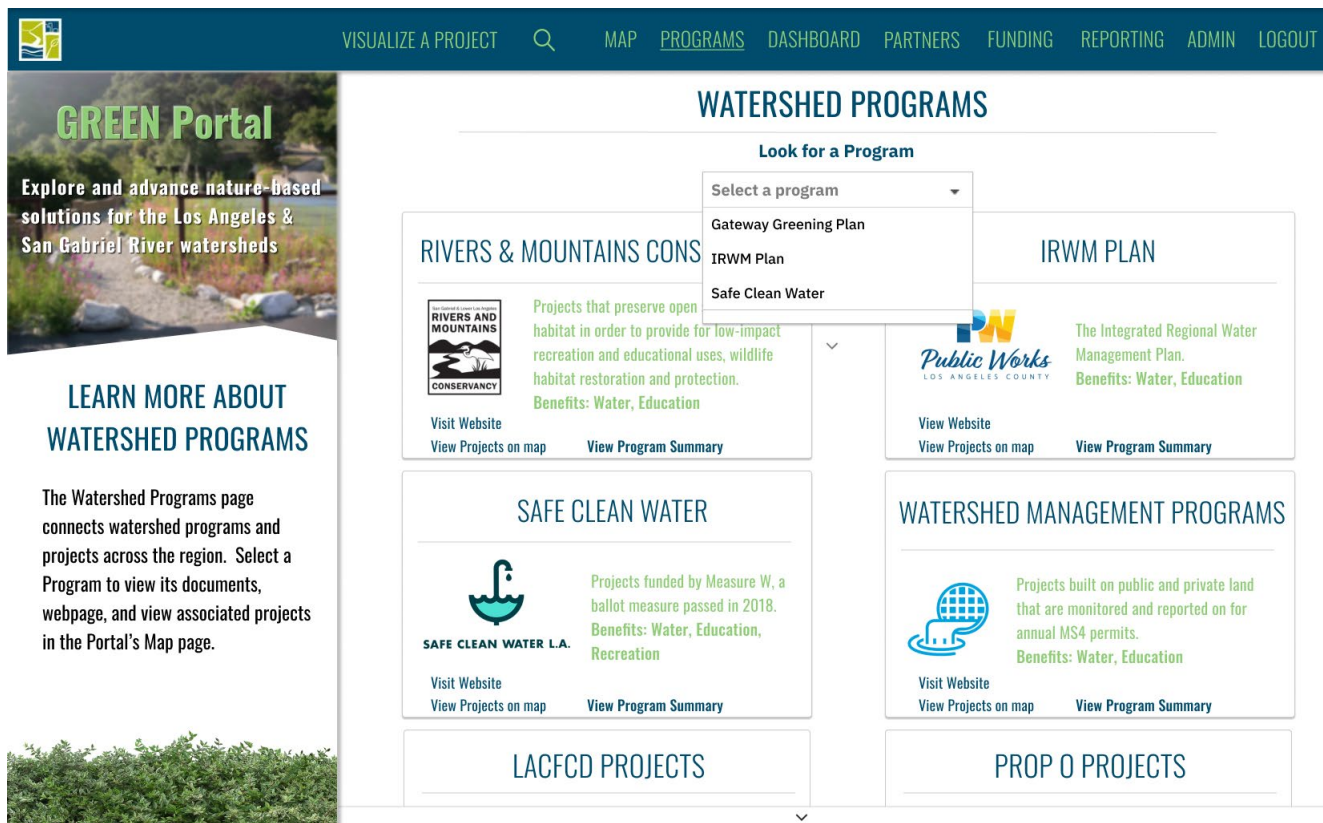 VISUALIZE A PROJECT
MAP
PROGRAMS
DASHBOARD
PARTNERS
FUNDING
REPORTING
ADMIN
LOGOUT
GREEN Portal
Explore and advance nature-based
solutions for the Los Angeles &
San Gabriel River watersheds
LEARN MORE ABOUT
WATERSHED PROGRAMS
The Watershed Programs page
connects watershed programs and
projects across the region. Select a
Program to view its documents,
webpage, and view associated projects
in the Portal's Map page.
WATERSHED PROGRAMS
Look for a Program
Select a program
Gateway Greening Plan
IRWM Plan
Safe Clean Water
RIVERS & MOUNTAINS CONS
San Gabriel & Lower Los Angeles
RIVERS AND
MOUNTAINS
CONSERVANCY
Projects that preserve open
habitat in order to provide for low-impact
recreation and educational uses, wildlife
habitat restoration and protection.
Benefits: Water, Education
Visit Website
View Projects on map
View Program Summary
IRWM PLAN
PW
Public Works
LOS ANGELES COUNTY
The Integrated Regional Water
Management Plan.
Benefits: Water, Education
View Website
View Projects on map
View Program Summary
SAFE CLEAN WATER
SAFE CLEAN WATER L.A.
Projects funded by Measure W, a
ballot measure passed in 2018.
Benefits: Water, Education,
Recreation
Visit Website
View Projects on map
View Program Summary
WATERSHED MANAGEMENT PROGRAMS
Projects built on public and private land
that are monitored and reported on for
annual MS4 permits.
Benefits: Water, Education
Visit Website
View Projects on map
View Program Summary
LACFCD PROJECTS
PROP O PROJECTS